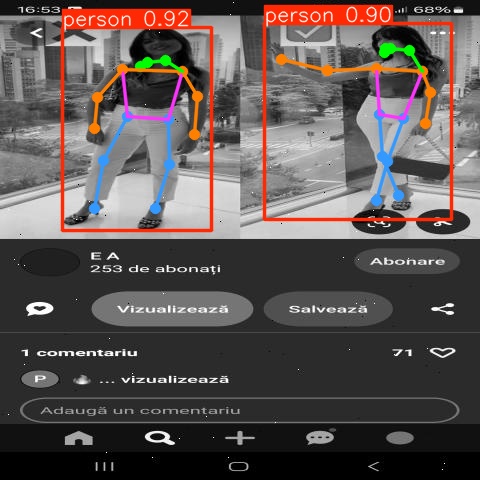 16:53
68%
person 0.92
person 0.90
E A
253 de abonați
Abonare
Vizualizează
Salvează
1 comentariu
71
P
... vizualizează
Adaugă un comentariu